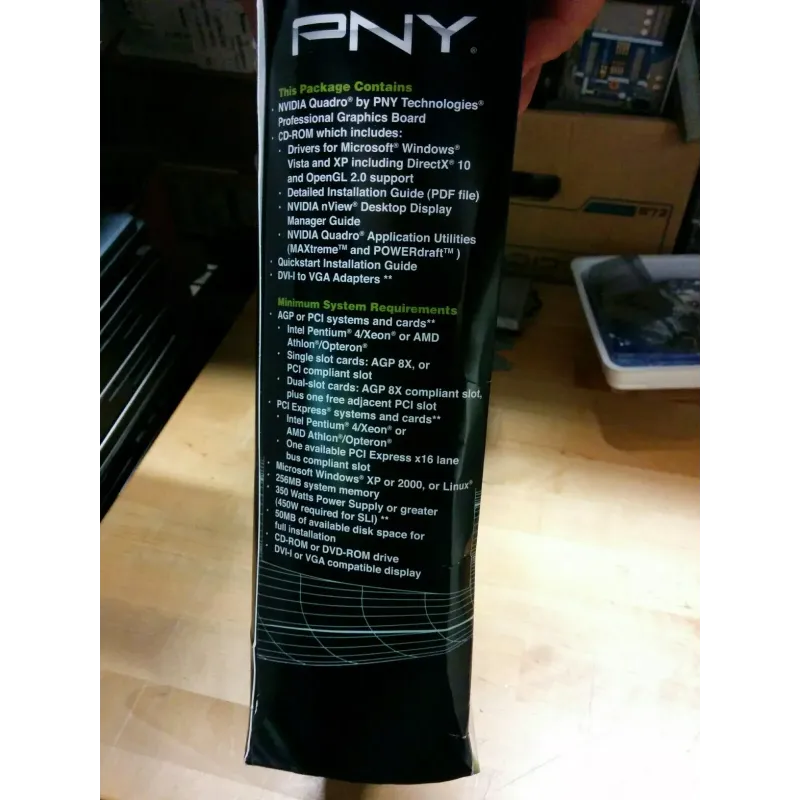 PNY®
This Package Contains
· NVIDIA Quadro® by PNY Technologies®
Professional Graphics Board
· CD-ROM which includes:
· Drivers for Microsoft® Windows®
Vista and XP including DirectX® 10
and OpenGL 2.0 support
· Detailed Installation Guide (PDF file)
· NVIDIA nView® Desktop Display
Manager Guide
· NVIDIA Quadro® Application Utilities
(MAXtreme™ and POWERdraft™ )
· Quickstart Installation Guide
· DVI-I to VGA Adapters **
Minimum System Requirements
· AGP or PCI systems and cards**
· Intel Pentium® 4/Xeon® or AMD
Athlon®/Opteron®
· Single slot cards: AGP 8X, or
PCI compliant slot
· Dual-slot cards: AGP 8X compliant slot,
plus one free adjacent PCI slot
· PCI Express® systems and cards**
· Intel Pentium® 4/Xeon® or
AMD Athlon®/Opteron®
· One available PCI Express x16 lane
bus compliant slot
· Microsoft Windows® XP or 2000, or Linux®
· 256MB system memory
· 350 Watts Power Supply or greater
(450W required for SLI) **
· 50MB of available disk space for
full installation
· CD-ROM or DVD-ROM drive
· DVI-I or VGA compatible display